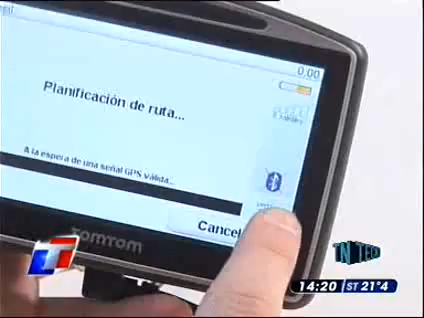 0:00
Planificación de ruta...
A la espera de una señal GPS válida...
Cancel
TOMTOM
TN TECNO
14:20 ST 21°4